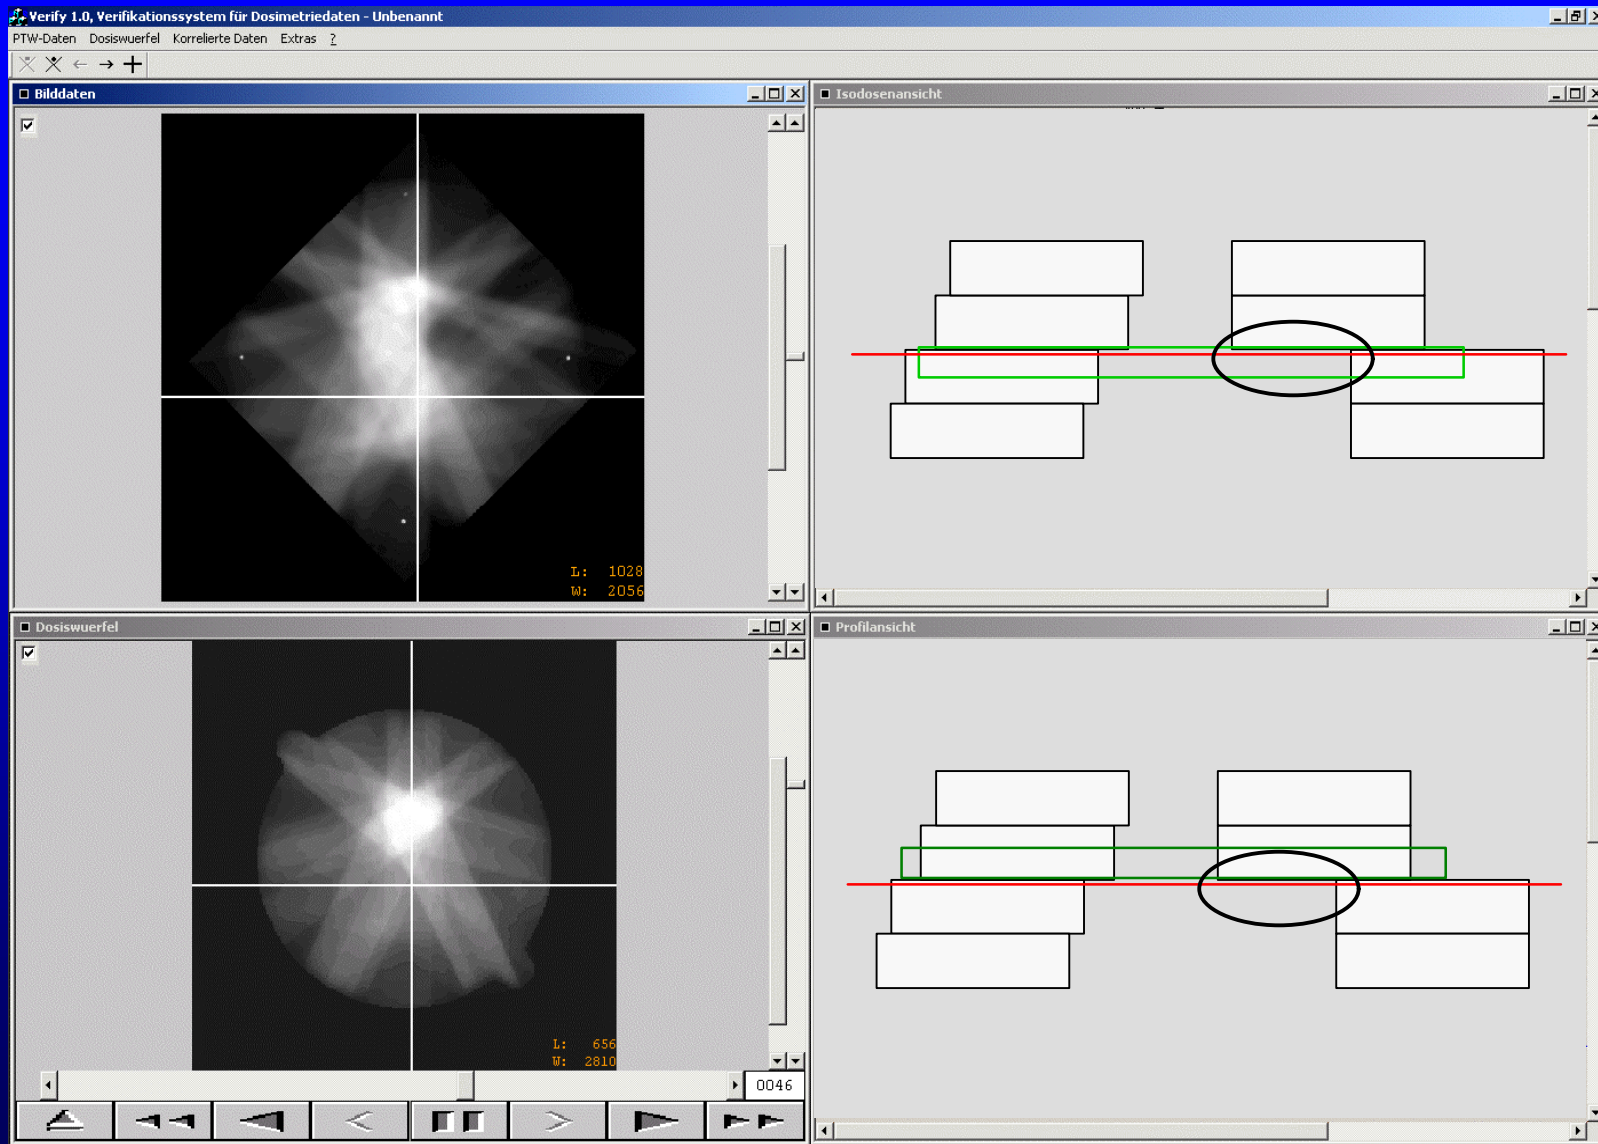 Verify 1.0, Verifikationssystem für Dosimetriedaten - Unbenannt
PTW-Daten Dosiswuerfel Korrelierte Daten Extras ?
Bilddaten
L: 1028
W: 2056
Isodosenansicht
Dosiswuerfel
L: 656
W: 2810
0046
Profilansicht